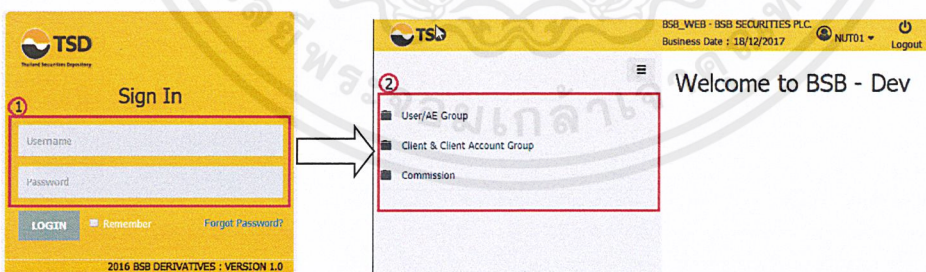 TSD
Thailand Securities Depository
① Sign In
Username
Password
LOGIN Remember Forgot Password?
2016 BSB DERIVATIVES : VERSION 1.0
TSD
BSB_WEB - BSB SECURITIES PLC.
Business Date : 18/12/2017
NUT01
Logout
②
User/AE Group
Client & Client Account Group
Commission
Welcome to BSB - Dev